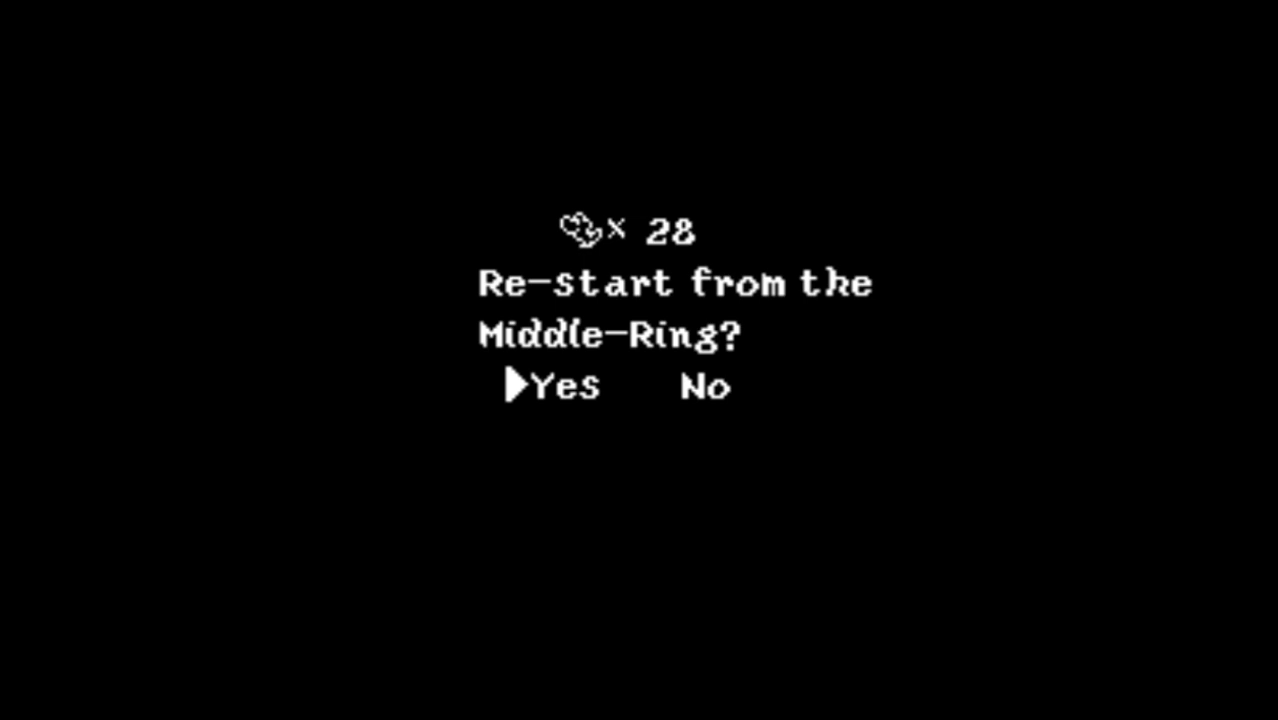 × 28
Re-start from the
Middle-Ring?
Yes No